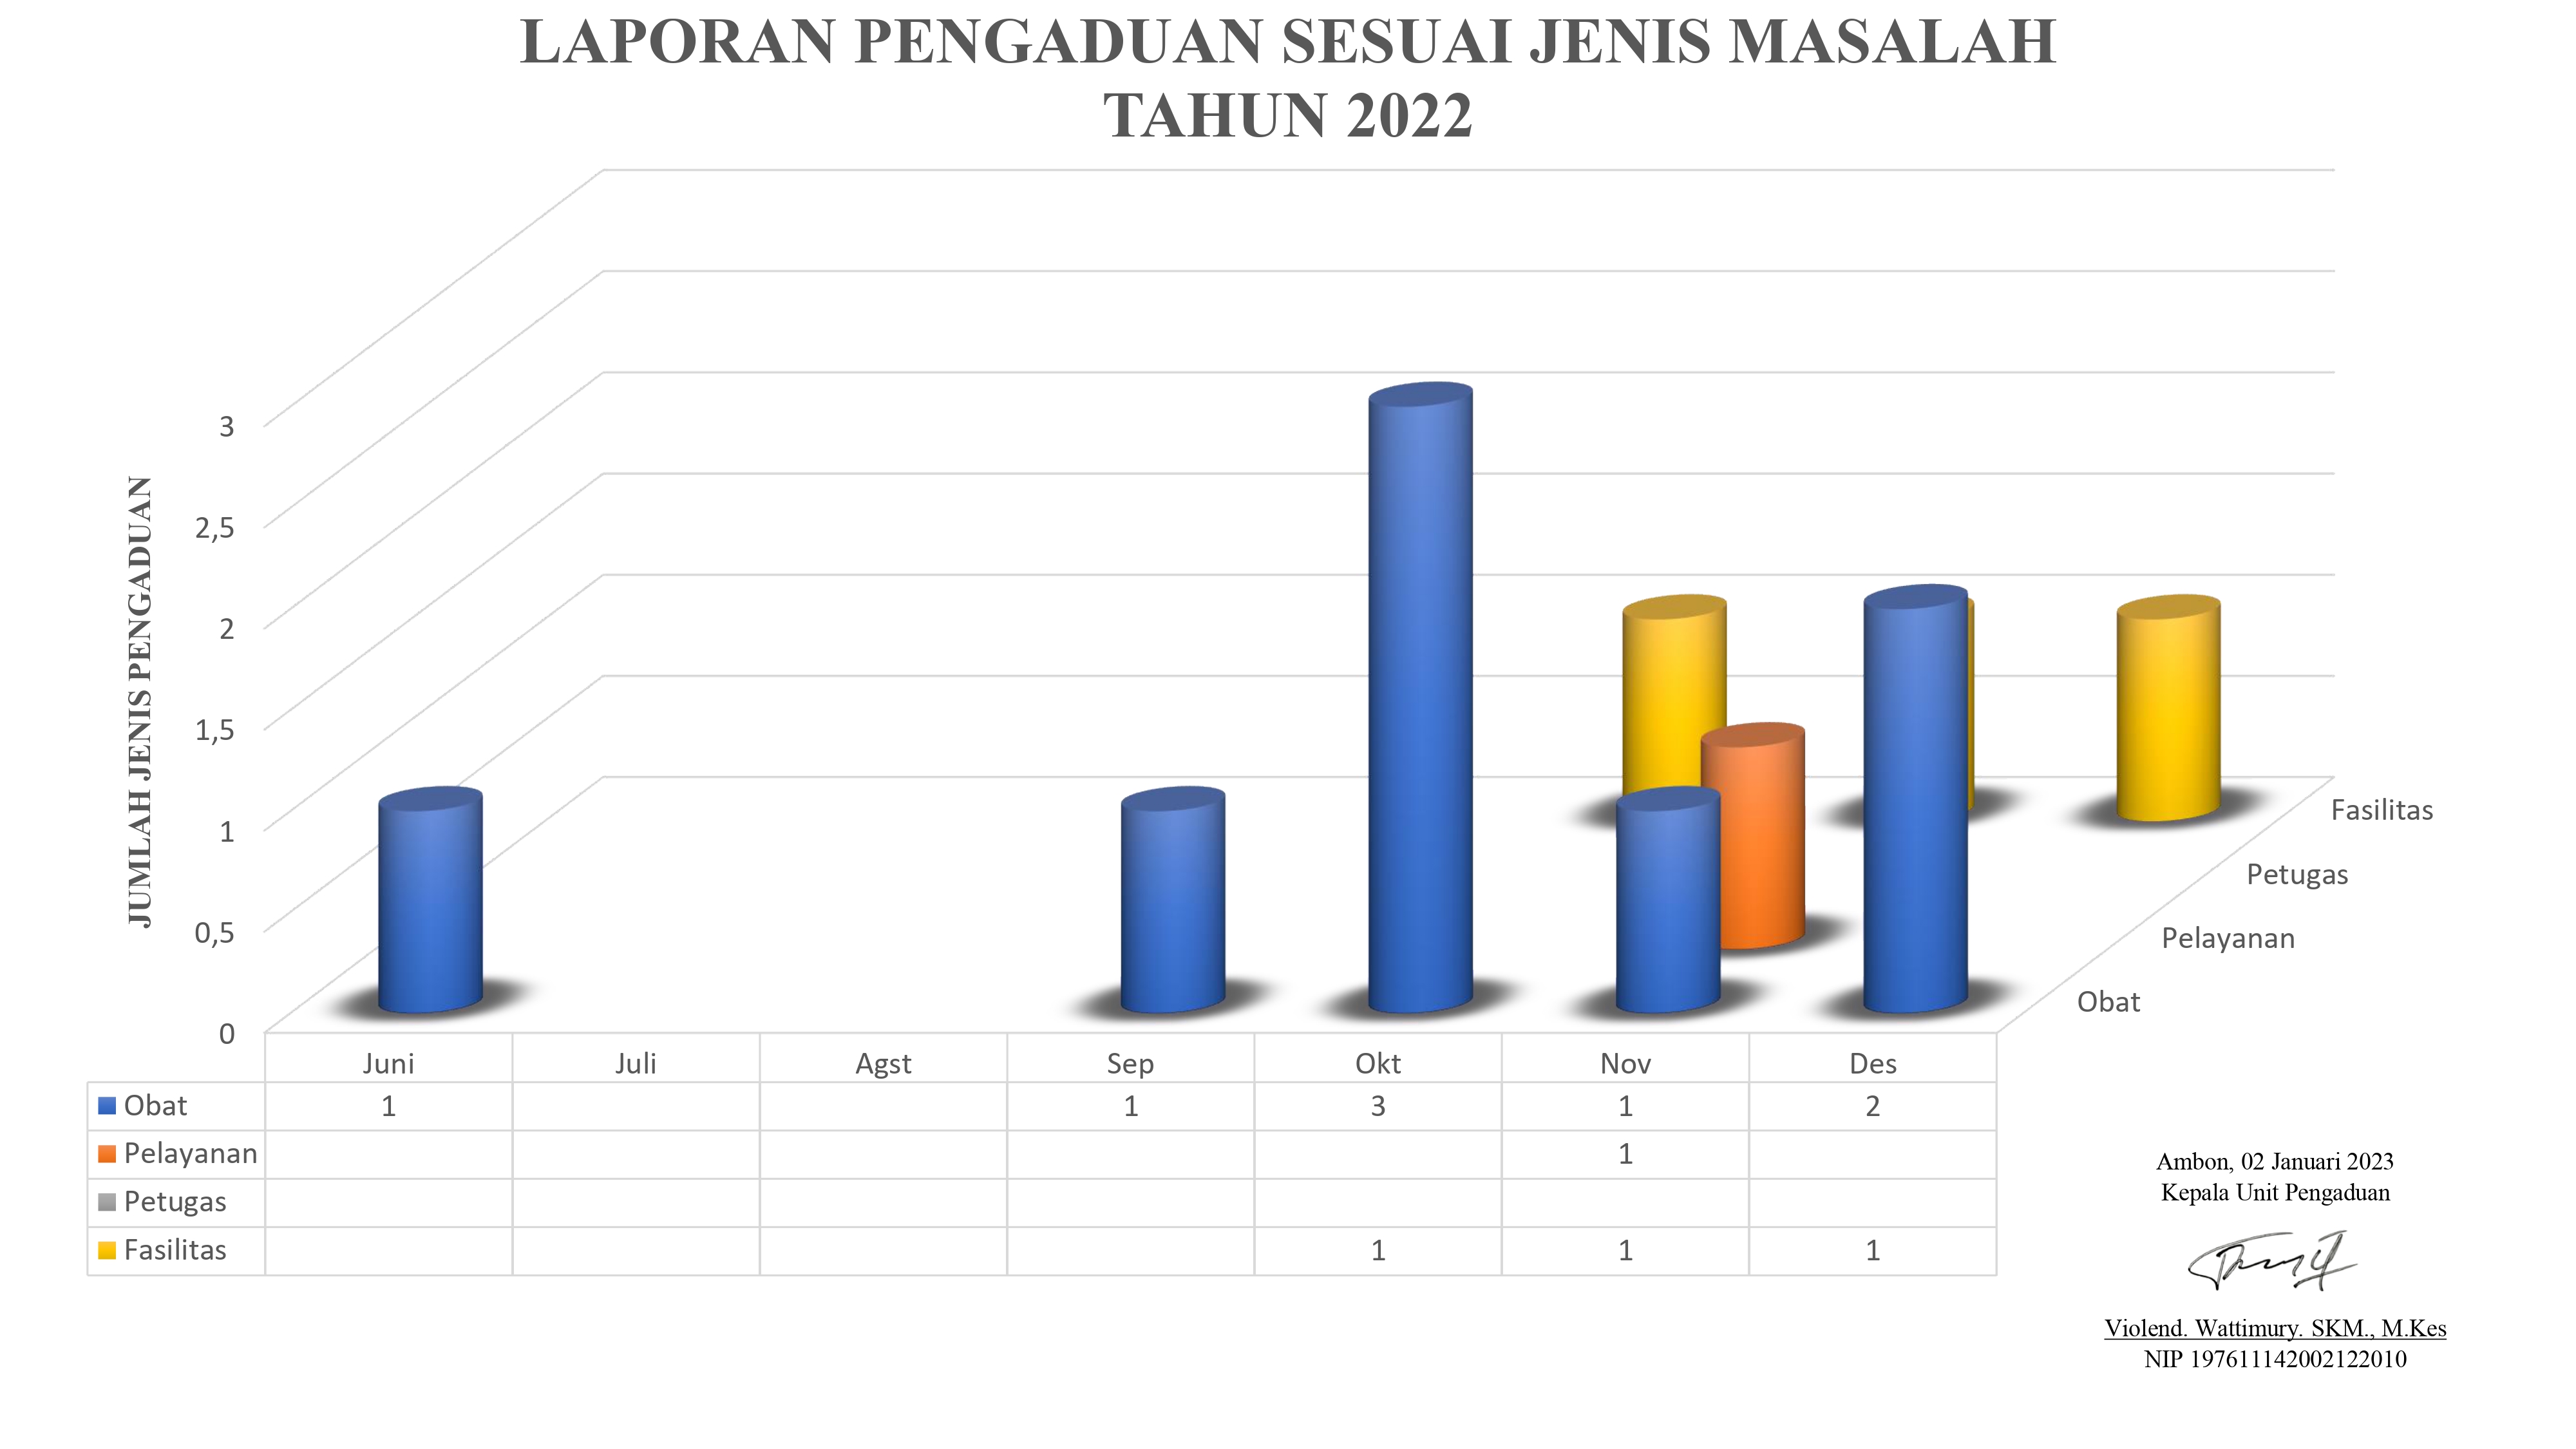 LAPORAN PENGADUAN SESUAI JENIS MASALAH
TAHUN 2022
JUMLAH JENIS PENGADUAN
3
2,5
2
1,5
1
0,5
0
Fasilitas
Petugas
Pelayanan
Obat
Juni Juli Agst Sep Okt Nov Des
Obat 1 1 3 1 2
Pelayanan 1
Petugas
Fasilitas 1 1 1
Ambon, 02 Januari 2023
Kepala Unit Pengaduan
Violend. Wattimury. SKM., M.Kes
NIP 197611142002122010